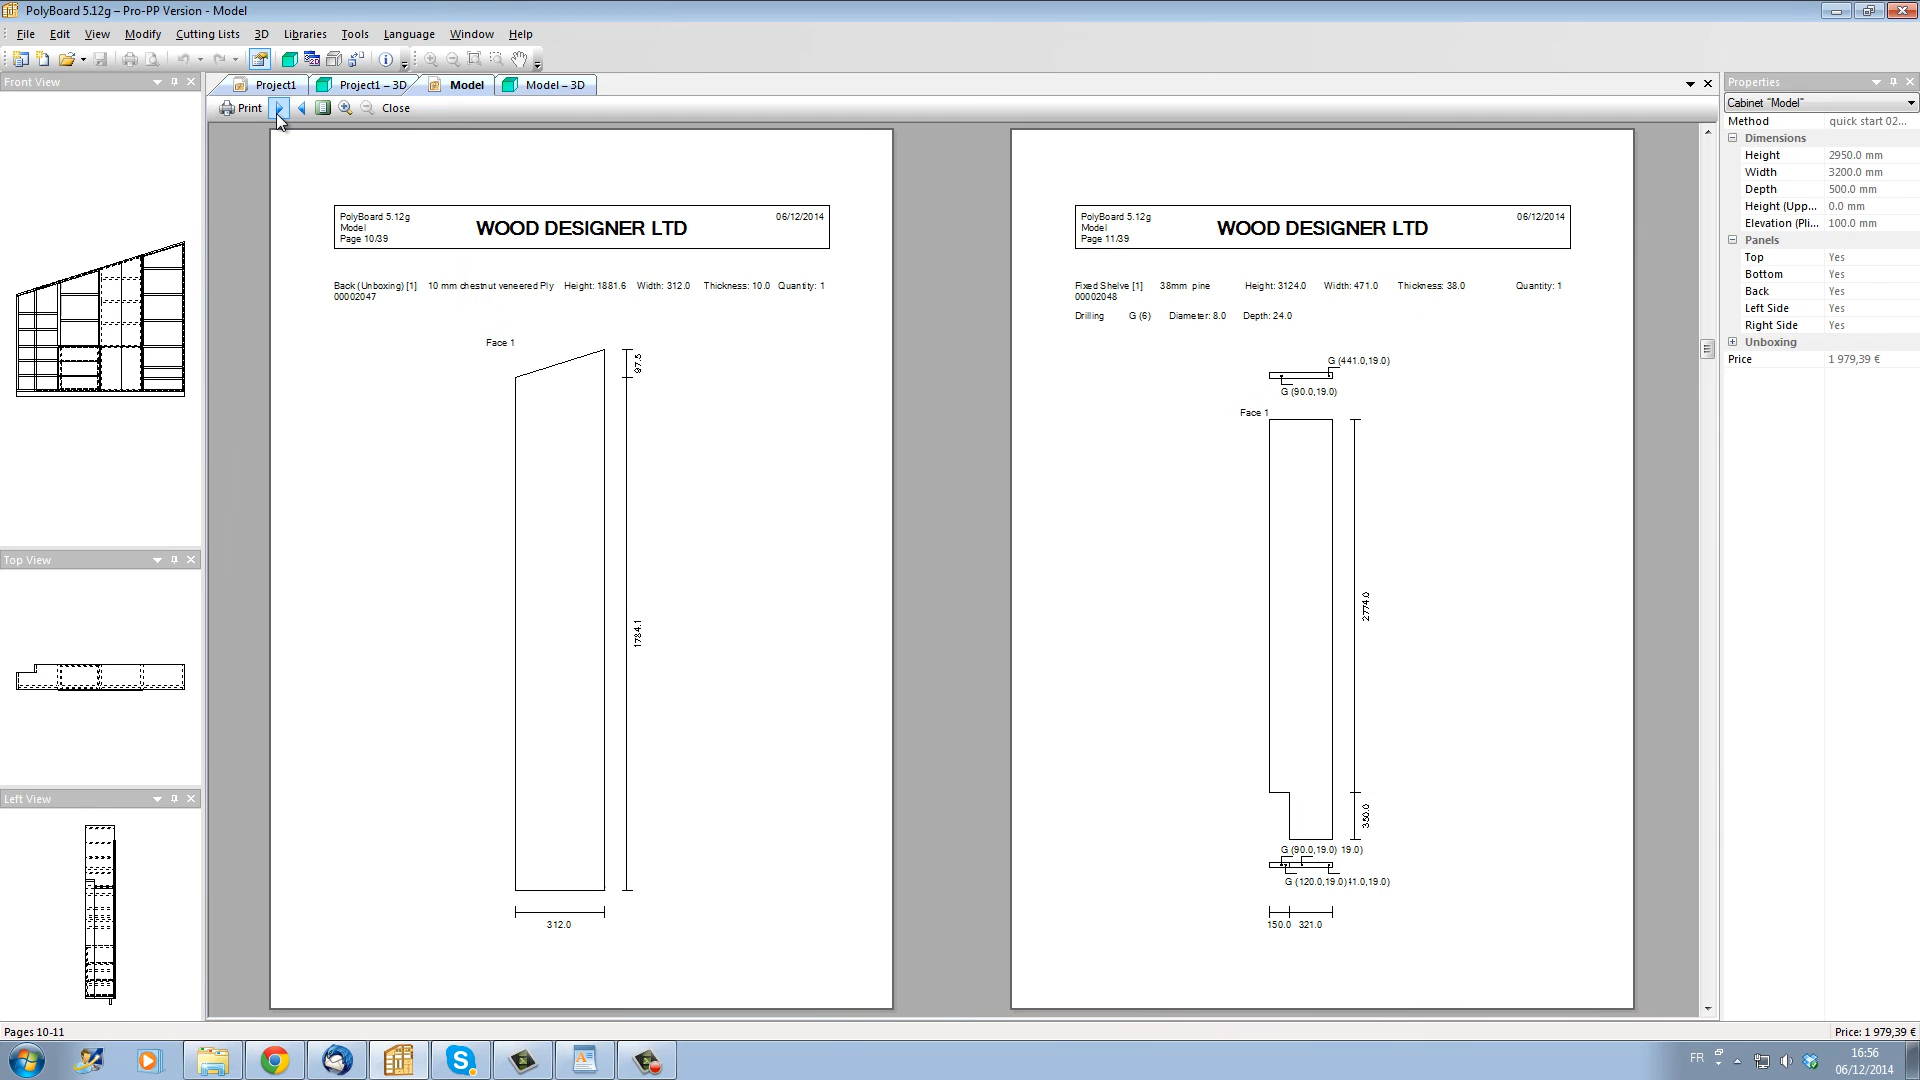 PolyBoard 5.12g – Pro-PP Version - Model
File Edit View Modify Cutting Lists 3D Libraries Tools Language Window Help
Front View
Project1 Project1 – 3D Model Model – 3D
Print Close
PolyBoard 5.12g
Model
Page 10/39
WOOD DESIGNER LTD
06/12/2014
Back (Unboxing) [1] 10 mm chestnut veneered Ply Height: 1881.6 Width: 312.0 Thickness: 10.0 Quantity: 1
00002047
Face 1
97.5
1784.1
312.0
PolyBoard 5.12g
Model
Page 11/39
WOOD DESIGNER LTD
06/12/2014
Fixed Shelve [1] 38mm pine Height: 3124.0 Width: 471.0 Thickness: 38.0 Quantity: 1
00002048
Drilling G (6) Diameter: 8.0 Depth: 24.0
G (441.0,19.0)
G (90.0,19.0)
Face 1
2774.0
350.0
G (90.0,19.0) 19.0)
G (120.0,19.0) 41.0,19.0)
150.0 321.0
Top View
Left View
Properties
Cabinet "Model"
Method quick start 02...
Dimensions
Height 2950.0 mm
Width 3200.0 mm
Depth 500.0 mm
Height (Upp... 0.0 mm
Elevation (Pli... 100.0 mm
Panels
Top Yes
Bottom Yes
Back Yes
Left Side Yes
Right Side Yes
Unboxing
Price 1 979,39 €
Pages 10-11
Price: 1 979,39 €
FR
16:56
06/12/2014